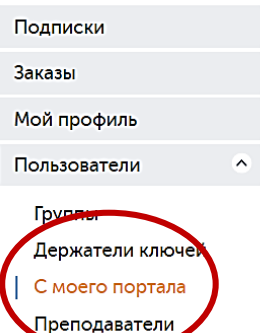 Подписки
Заказы
Мой профиль
Пользователи
Группы
Держатели ключей
С моего портала
Преподаватели